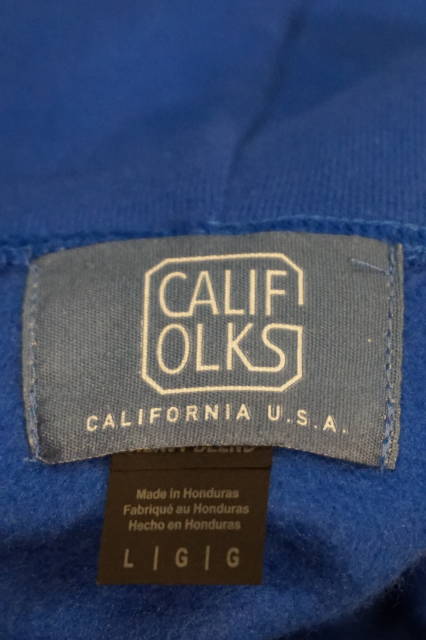 CALIF
OLKS
CALIFORNIA U.S.A.
Made in Honduras
Fabriqué au Honduras
Hecho en Honduras
L | G | G